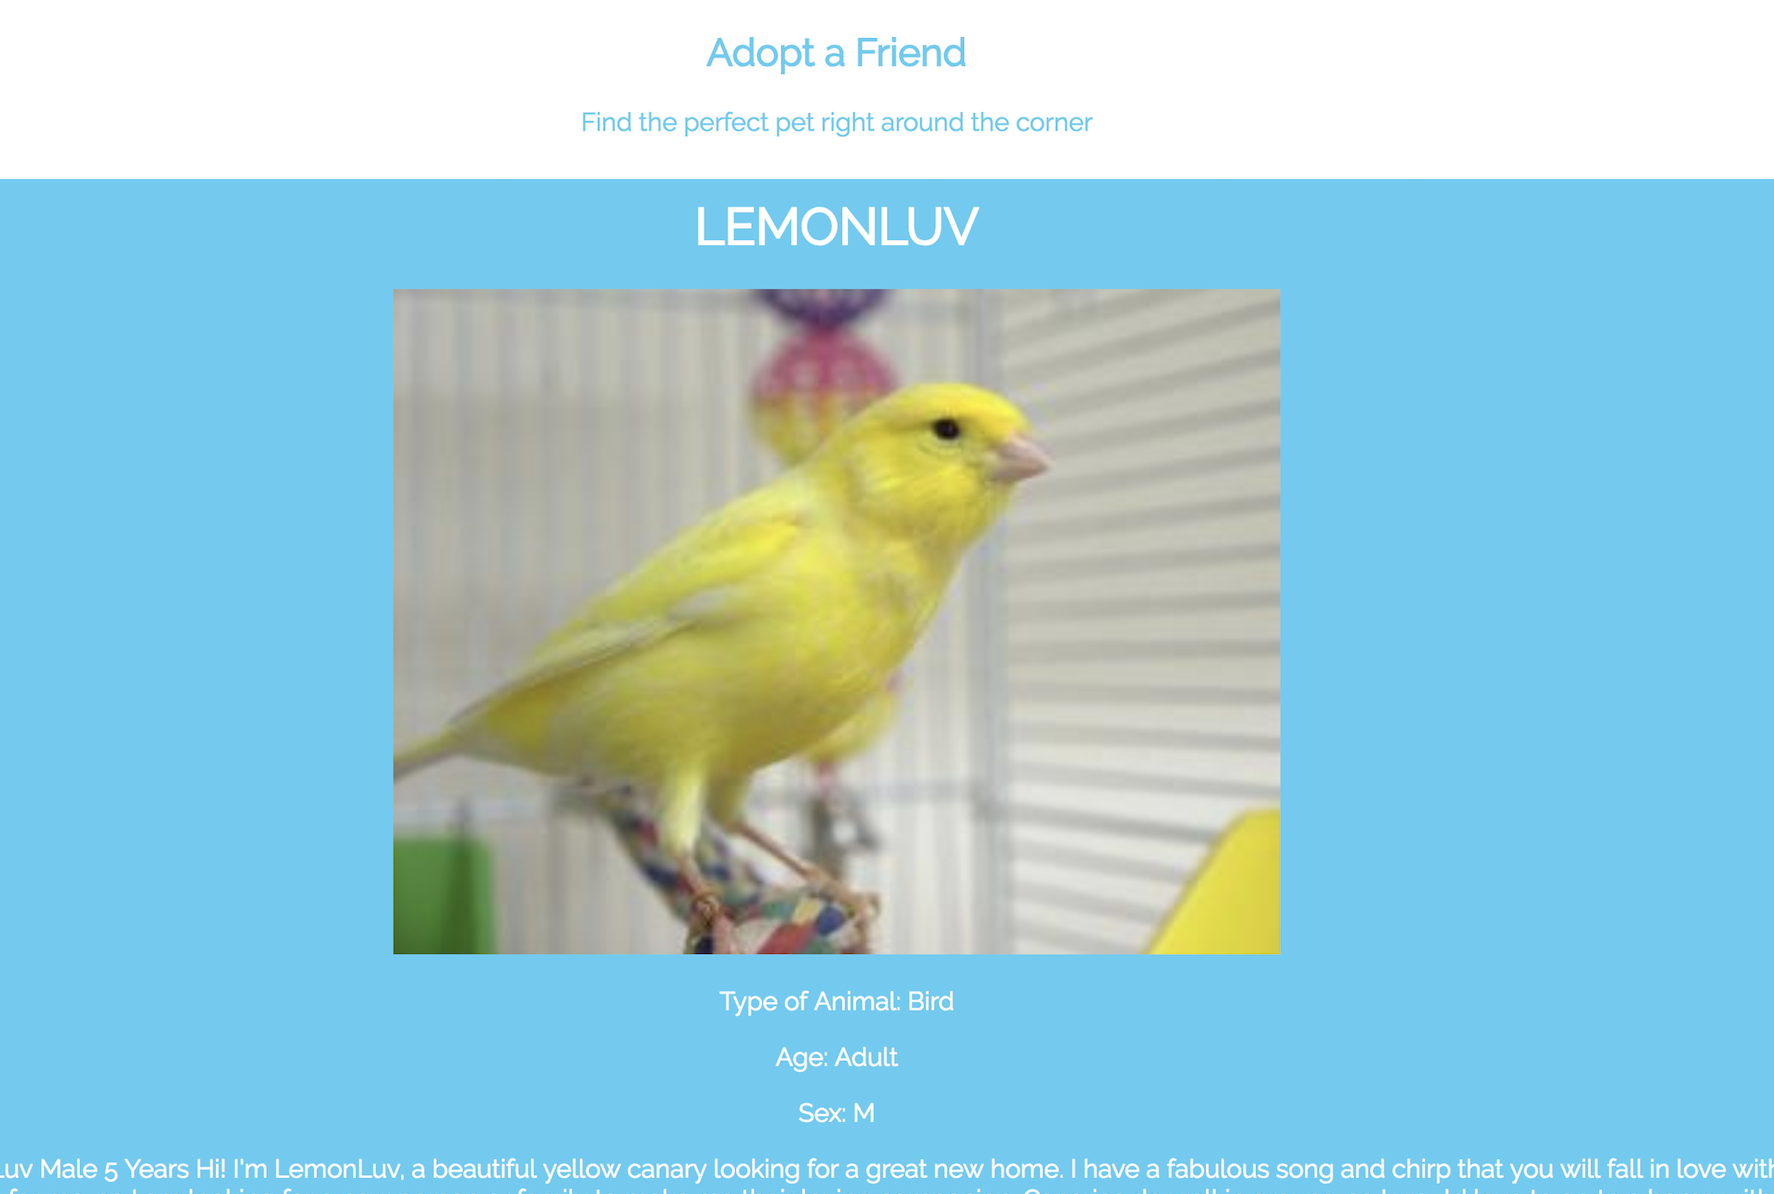 Adopt a Friend
Find the perfect pet right around the corner
LEMONLUV
Type of Animal: Bird
Age: Adult
Sex: M
Luv Male 5 Years Hi! I'm LemonLuv, a beautiful yellow canary looking for a great new home. I have a fabulous song and chirp that you will fall in love with